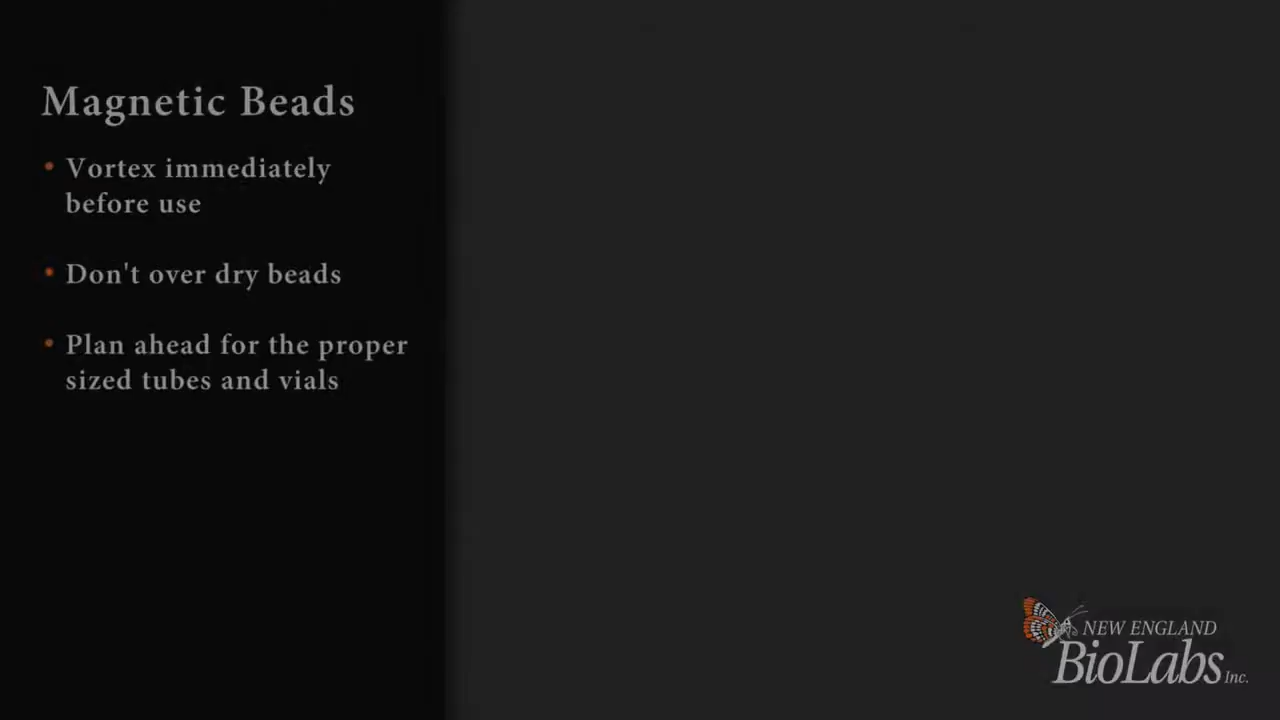 Magnetic Beads
• Vortex immediately
before use
• Don't over dry beads
• Plan ahead for the proper
sized tubes and vials
NEW ENGLAND
BioLabs Inc.